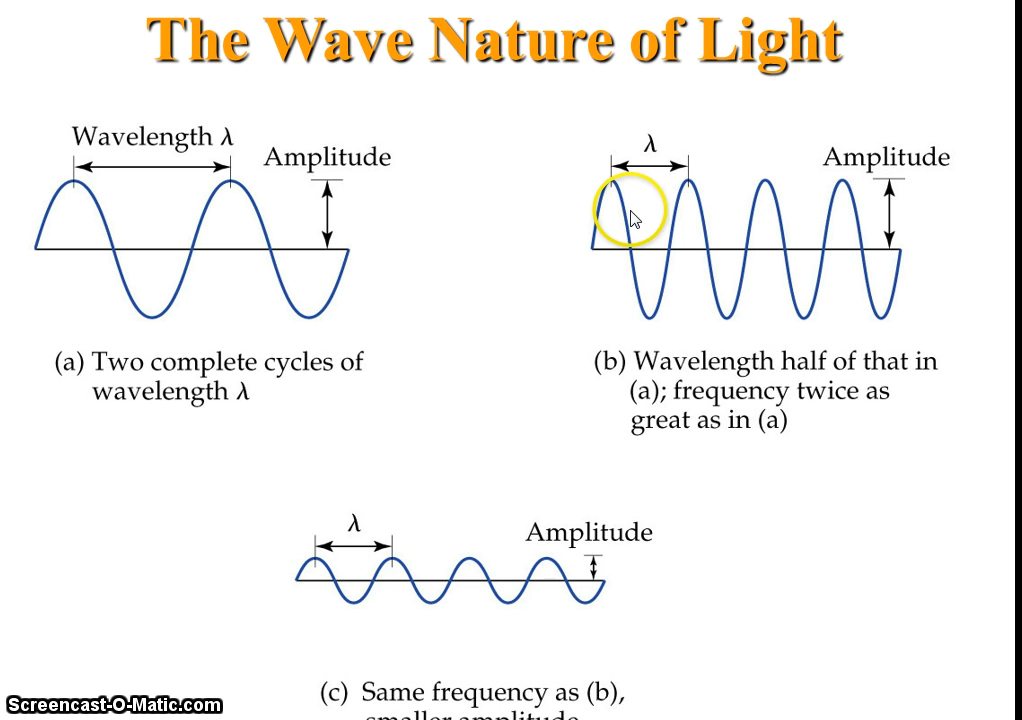 The Wave Nature of Light
Wavelength λ
Amplitude
λ
Amplitude
(a) Two complete cycles of
wavelength λ
(b) Wavelength half of that in
(a); frequency twice as
great as in (a)
λ
Amplitude
(c) Same frequency as (b),
smaller amplitude
Screencast-O-Matic.com